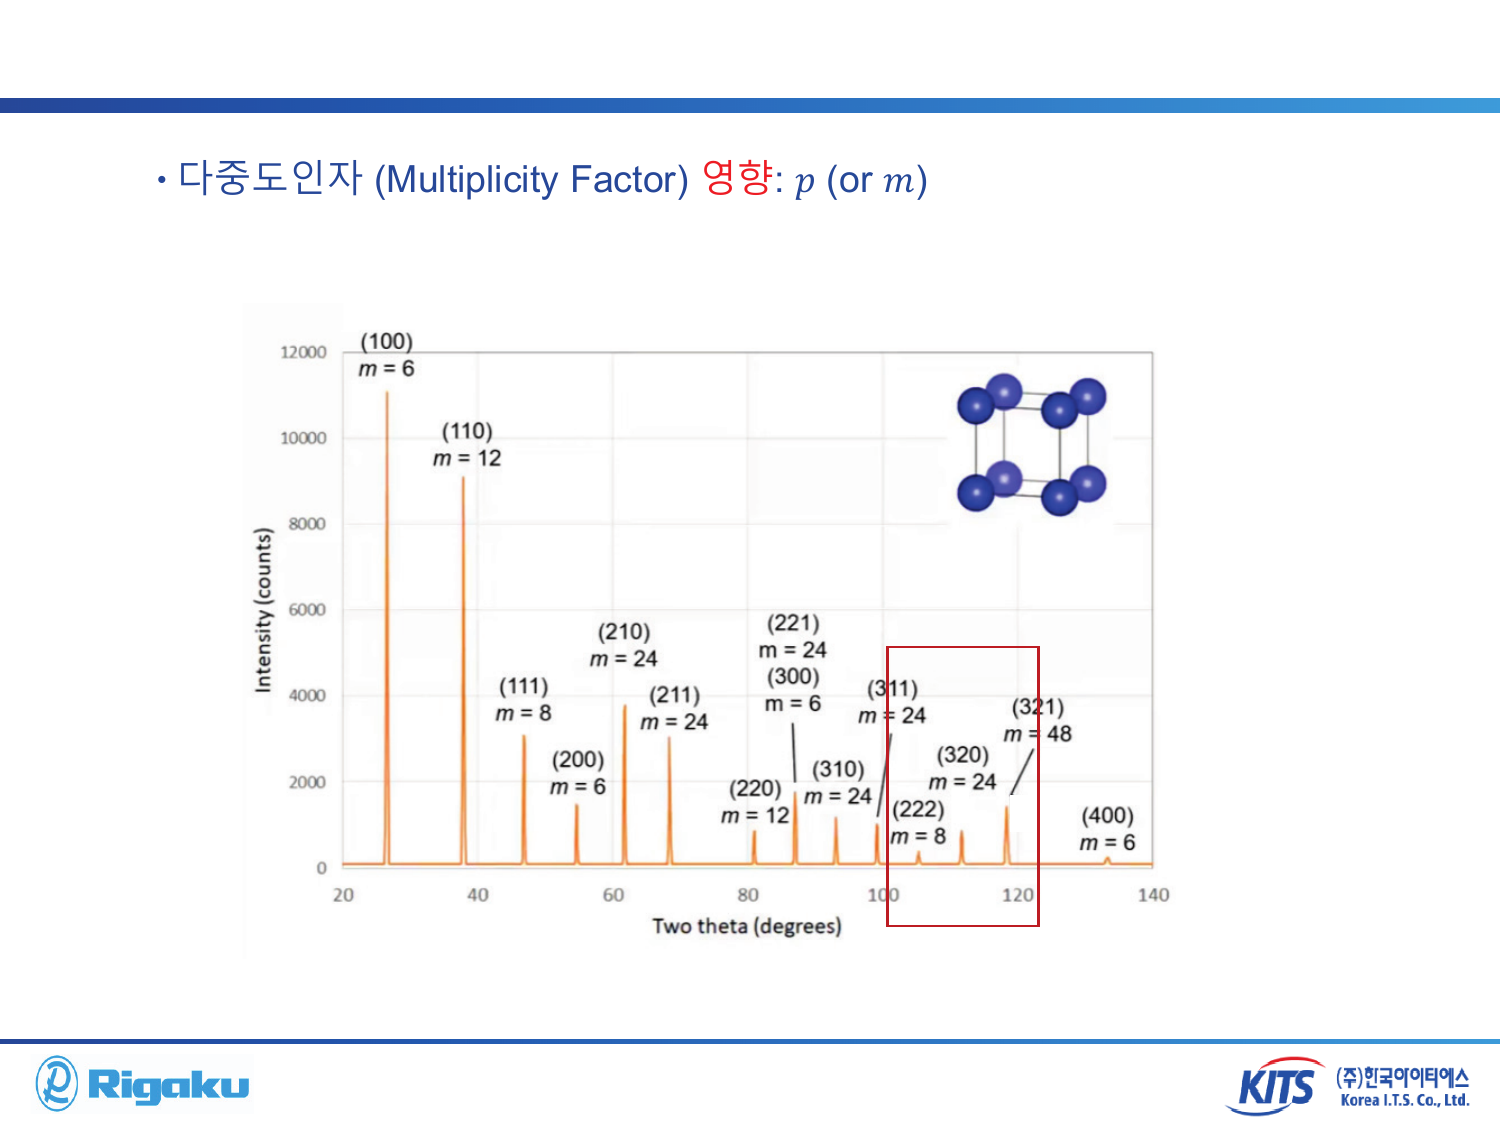 • 다중도인자 (Multiplicity Factor) 영향: p (or m)
(100)
m = 6
(110)
m = 12
(111)
m = 8
(200)
m = 6
(210)
m = 24
(211)
m = 24
(220)
m = 12
(221)
m = 24
(300)
m = 6
(310)
m = 24
(311)
m = 24
(222)
m = 8
(320)
m = 24
(321)
m = 48
(400)
m = 6
Intensity (counts)
12000
10000
8000
6000
4000
2000
0
20 40 60 80 100 120 140
Two theta (degrees)
Rigaku
KITS
(주)한국아이티에스
Korea I.T.S. Co., Ltd.